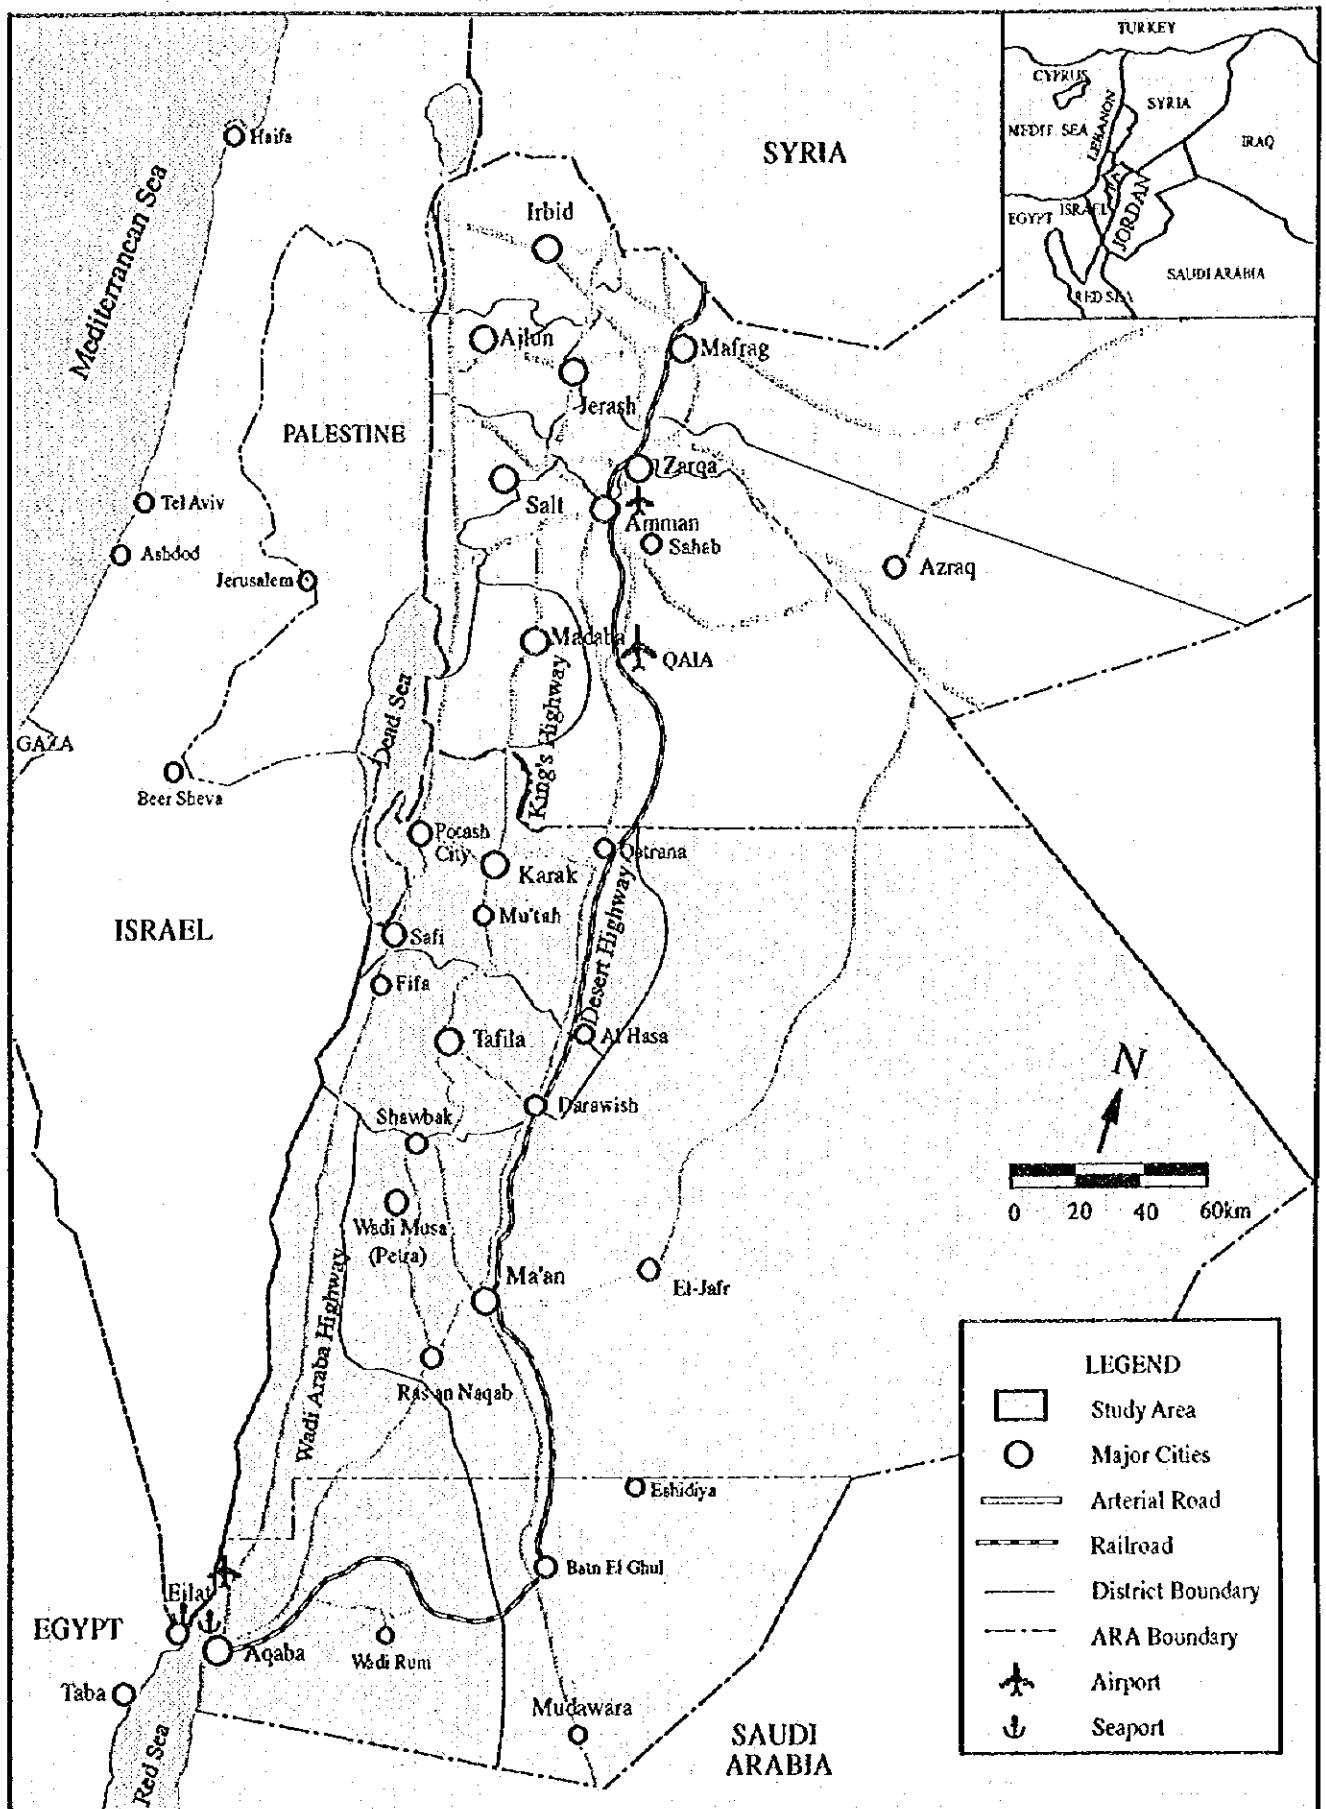 TURKEY
CYPRUS
SYRIA
MEDIT. SEA
LEBANON
IRAQ
EGYPT
ISRAEL
JORDAN
SAUDI ARABIA
RED SEA
Haifa
SYRIA
Mediterranean Sea
Irbid
Ajlun
Mafrag
Jerash
PALESTINE
Zarqa
Salt
Tel Aviv
Amman
Sahab
Ashdod
Azraq
Jerusalem
Madaba
QAIA
Dead Sea
King's Highway
GAZA
Beer Sheva
Potash
City
Qatrana
Karak
Mu'tah
ISRAEL
Safi
Desert Highway
Fifa
Tafila
Al Hasa
N
Darawish
Shawbak
0 20 40 60km
Wadi Musa
(Petra)
Ma'an
El-Jafr
Wadi Araba Highway
Ras an Naqab
Eshidiya
Batn El Ghul
Eilat
EGYPT
Aqaba
Wadi Rum
Taba
Mudawara
Red Sea
SAUDI
ARABIA
LEGEND
Study Area
Major Cities
Arterial Road
Railroad
District Boundary
ARA Boundary
Airport
Seaport